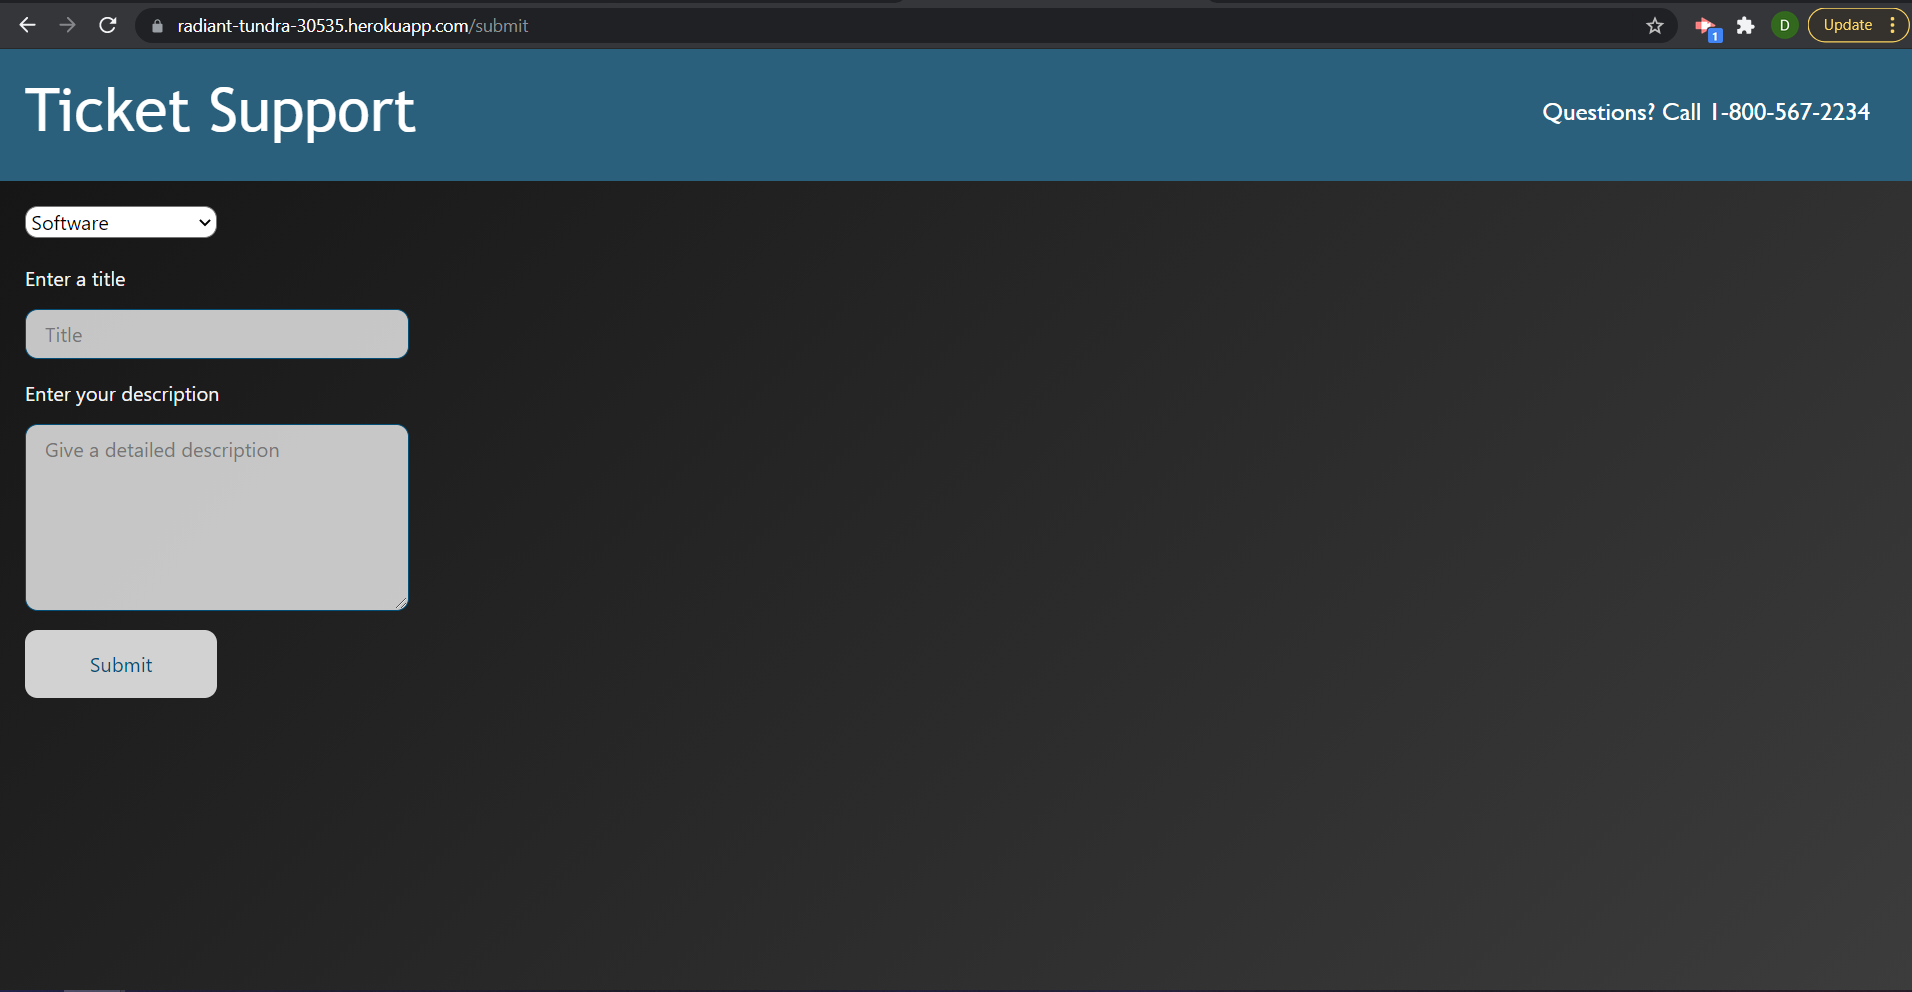 radiant-tundra-30535.herokuapp.com/submit
1
D
Update
Ticket Support
Questions? Call 1-800-567-2234
Software
Enter a title
Title
Enter your description
Give a detailed description
Submit